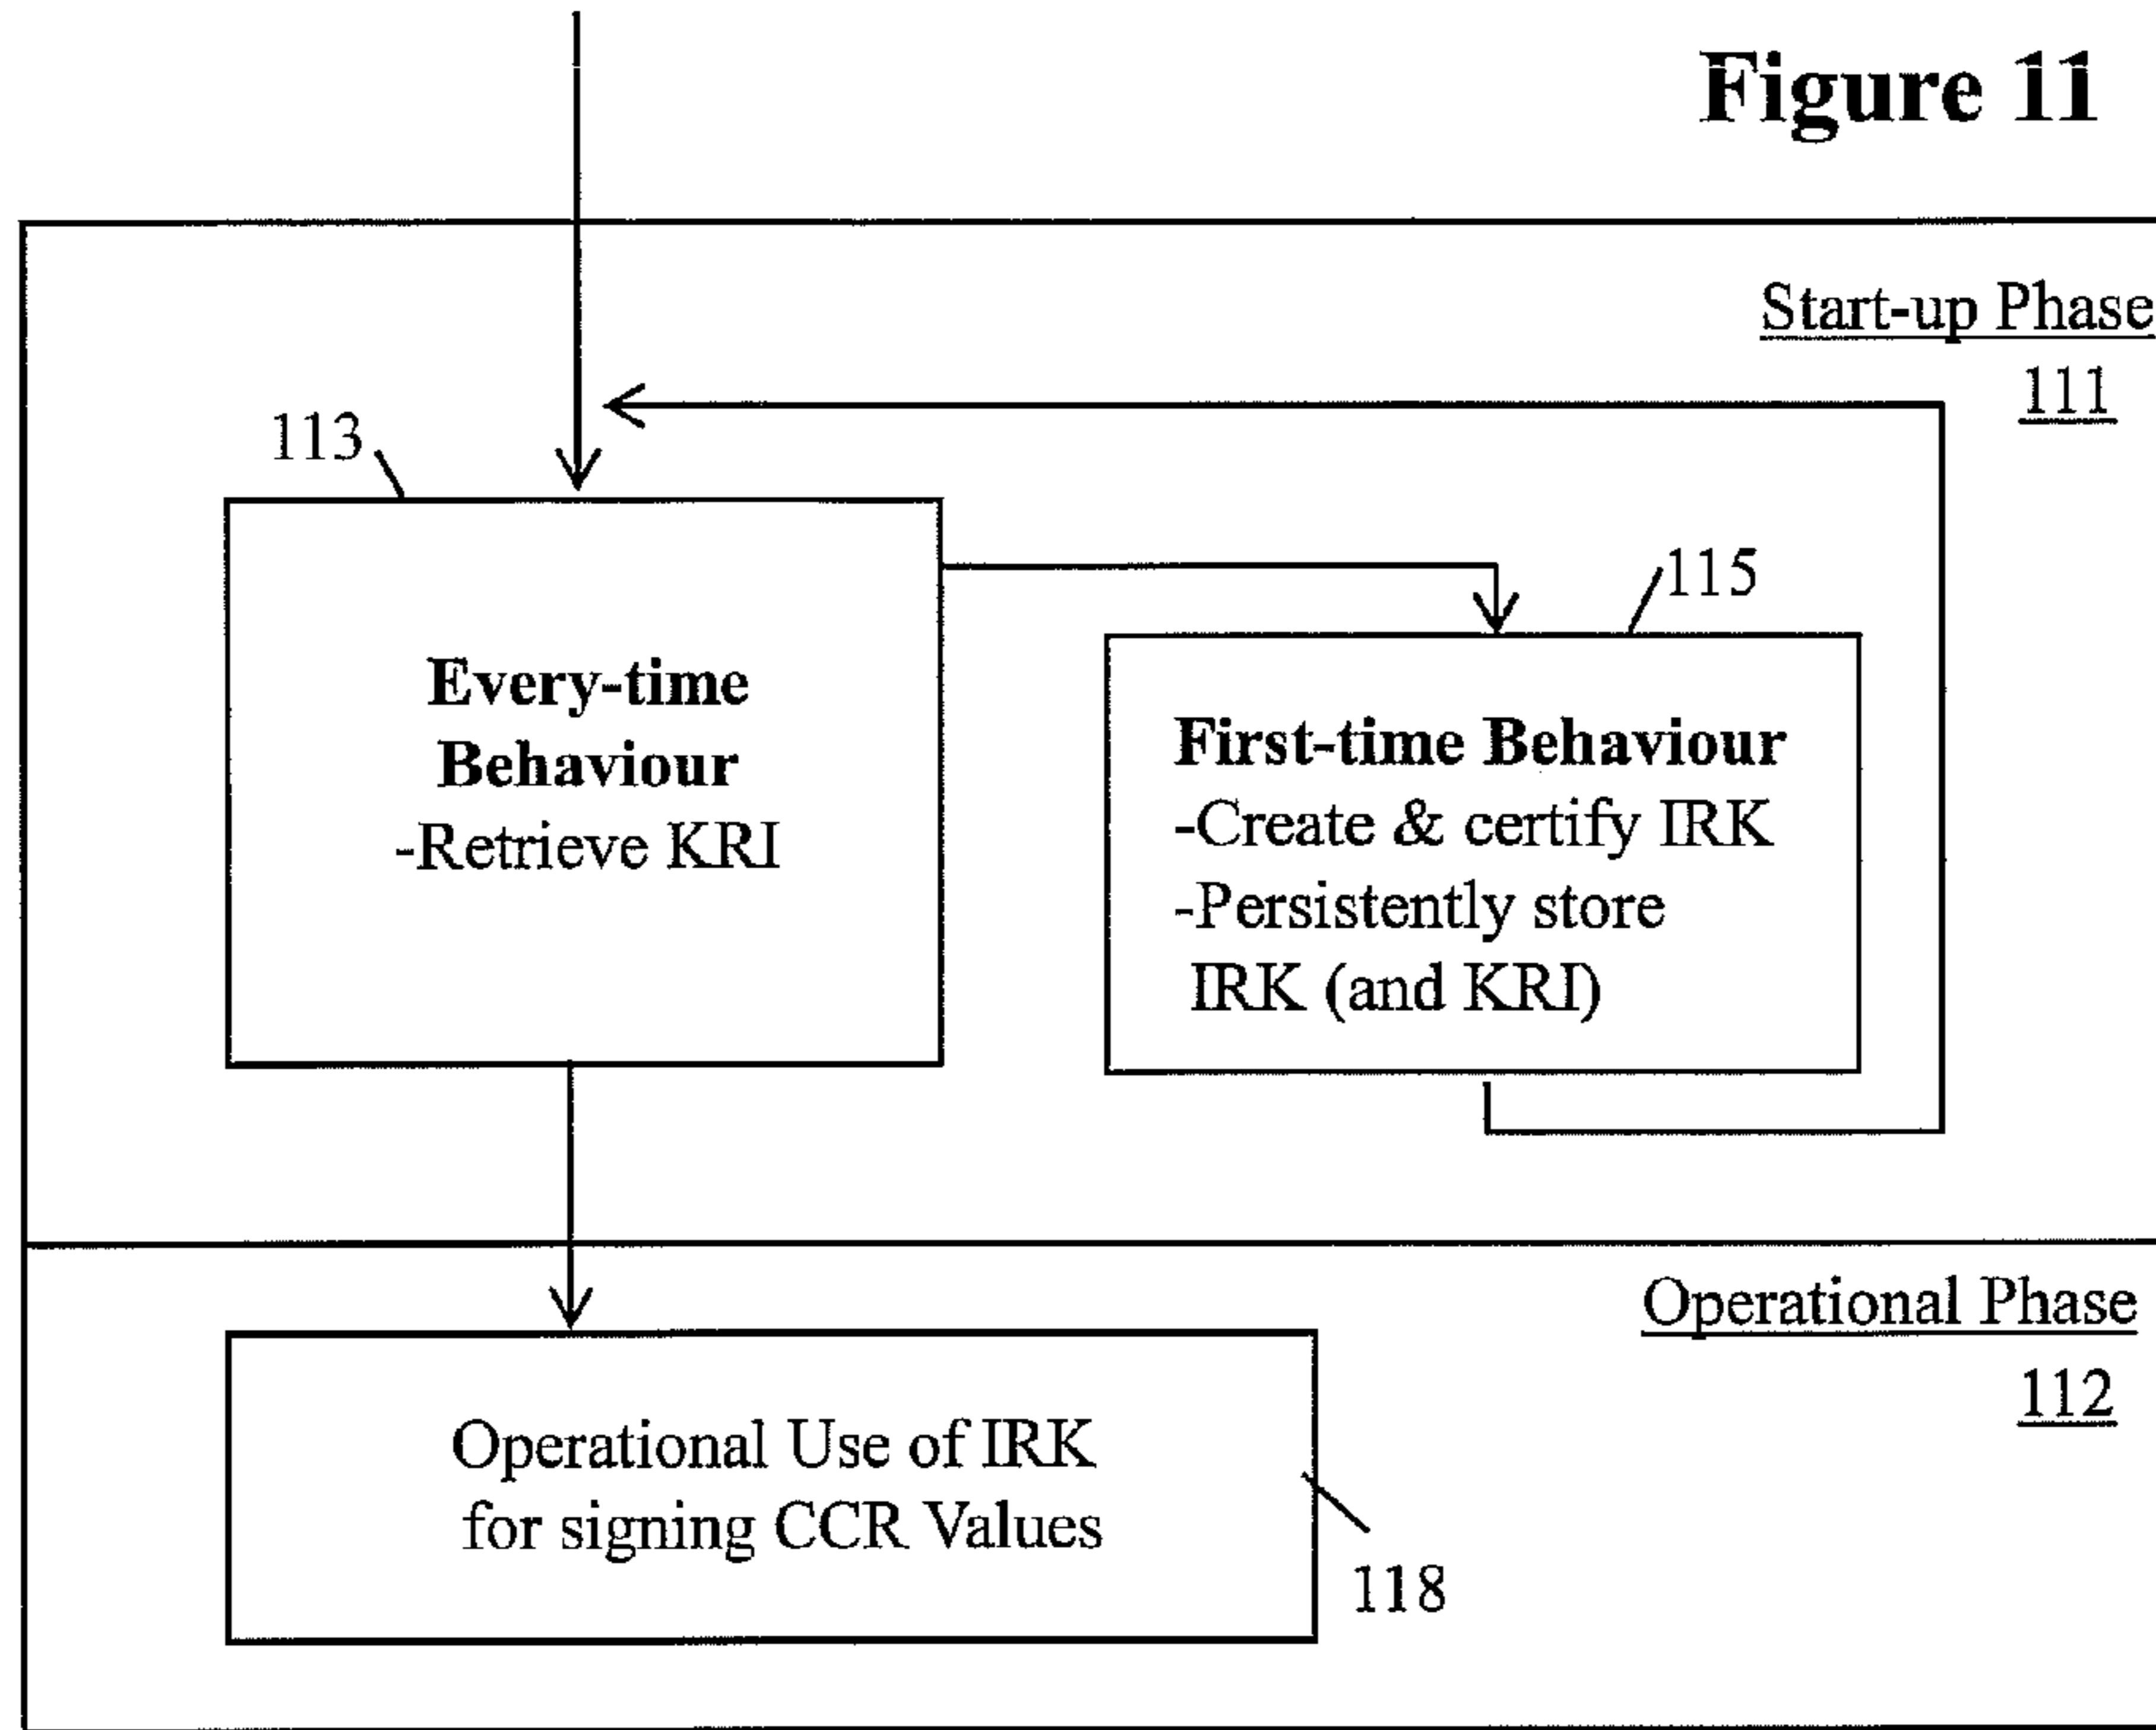 Figure 11
Start-up Phase
111
113
115
Every-time
Behaviour
-Retrieve KRI
First-time Behaviour
-Create & certify IRK
-Persistently store
IRK (and KRI)
Operational Phase
112
Operational Use of IRK
for signing CCR Values
118